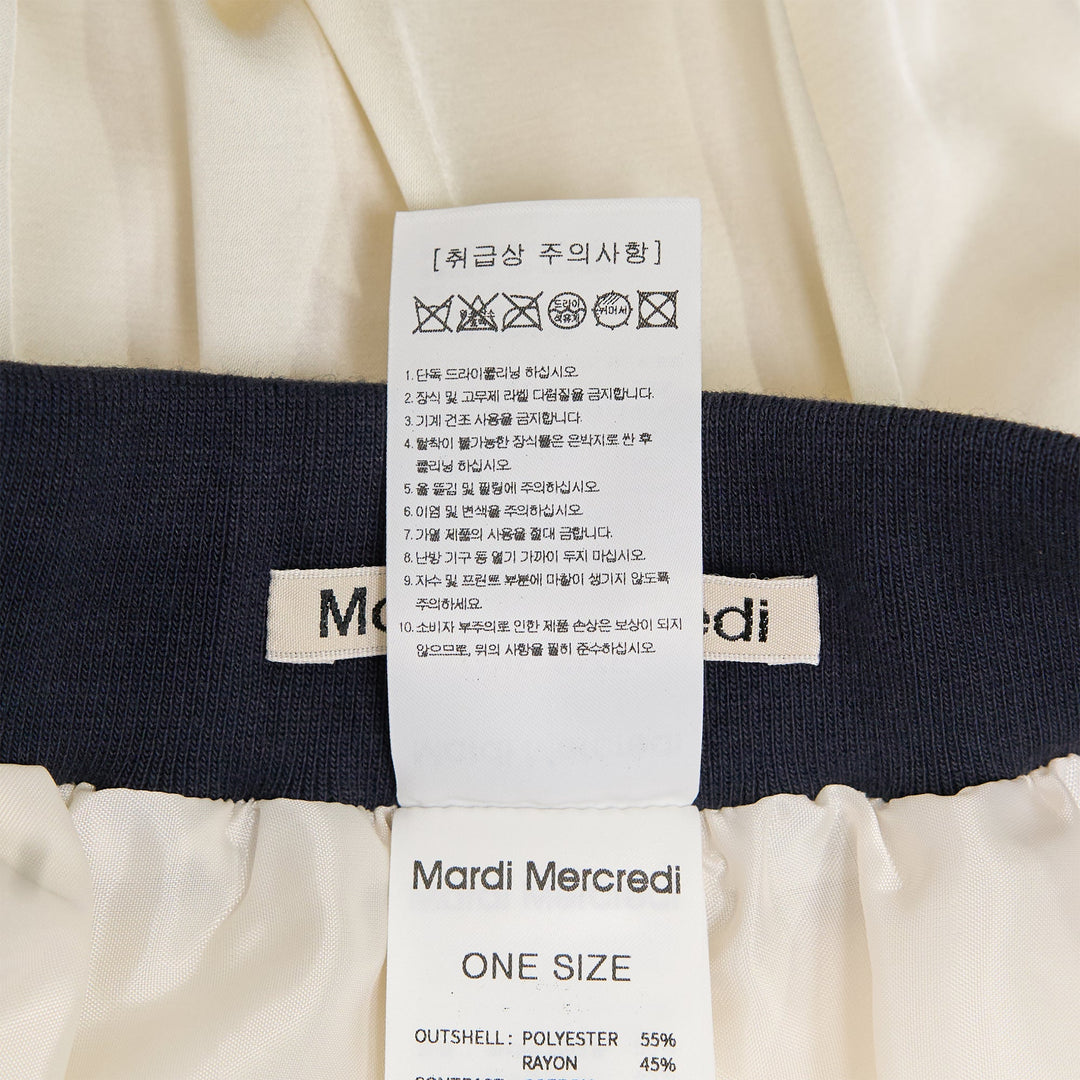 [취급상 주의사항]
드라이
석유계
1. 단독 드라이클리닝 하십시오.
2. 장식 및 고무제 라벨 다림질을 금지합니다.
3. 기계 건조 사용을 금지합니다.
4. 탈착이 불가능한 장식물은 은박지로 싼 후
클리닝 하십시오.
5. 올 뜯김 및 필링에 주의하십시오.
6. 이염 및 변색을 주의하십시오.
7. 가열 제품의 사용을 절대 금합니다.
8. 난방 기구 등 열기 가까이 두지 마십시오.
9. 자수 및 프린트 부분에 마찰이 생기지 않도록
주의하세요.
10. 소비자 부주의로 인한 제품 손상은 보상이 되지
않으므로, 위의 사항을 필히 준수하십시오.
Mardi Mercredi
ONE SIZE
OUTSHELL: POLYESTER 55%
RAYON 45%